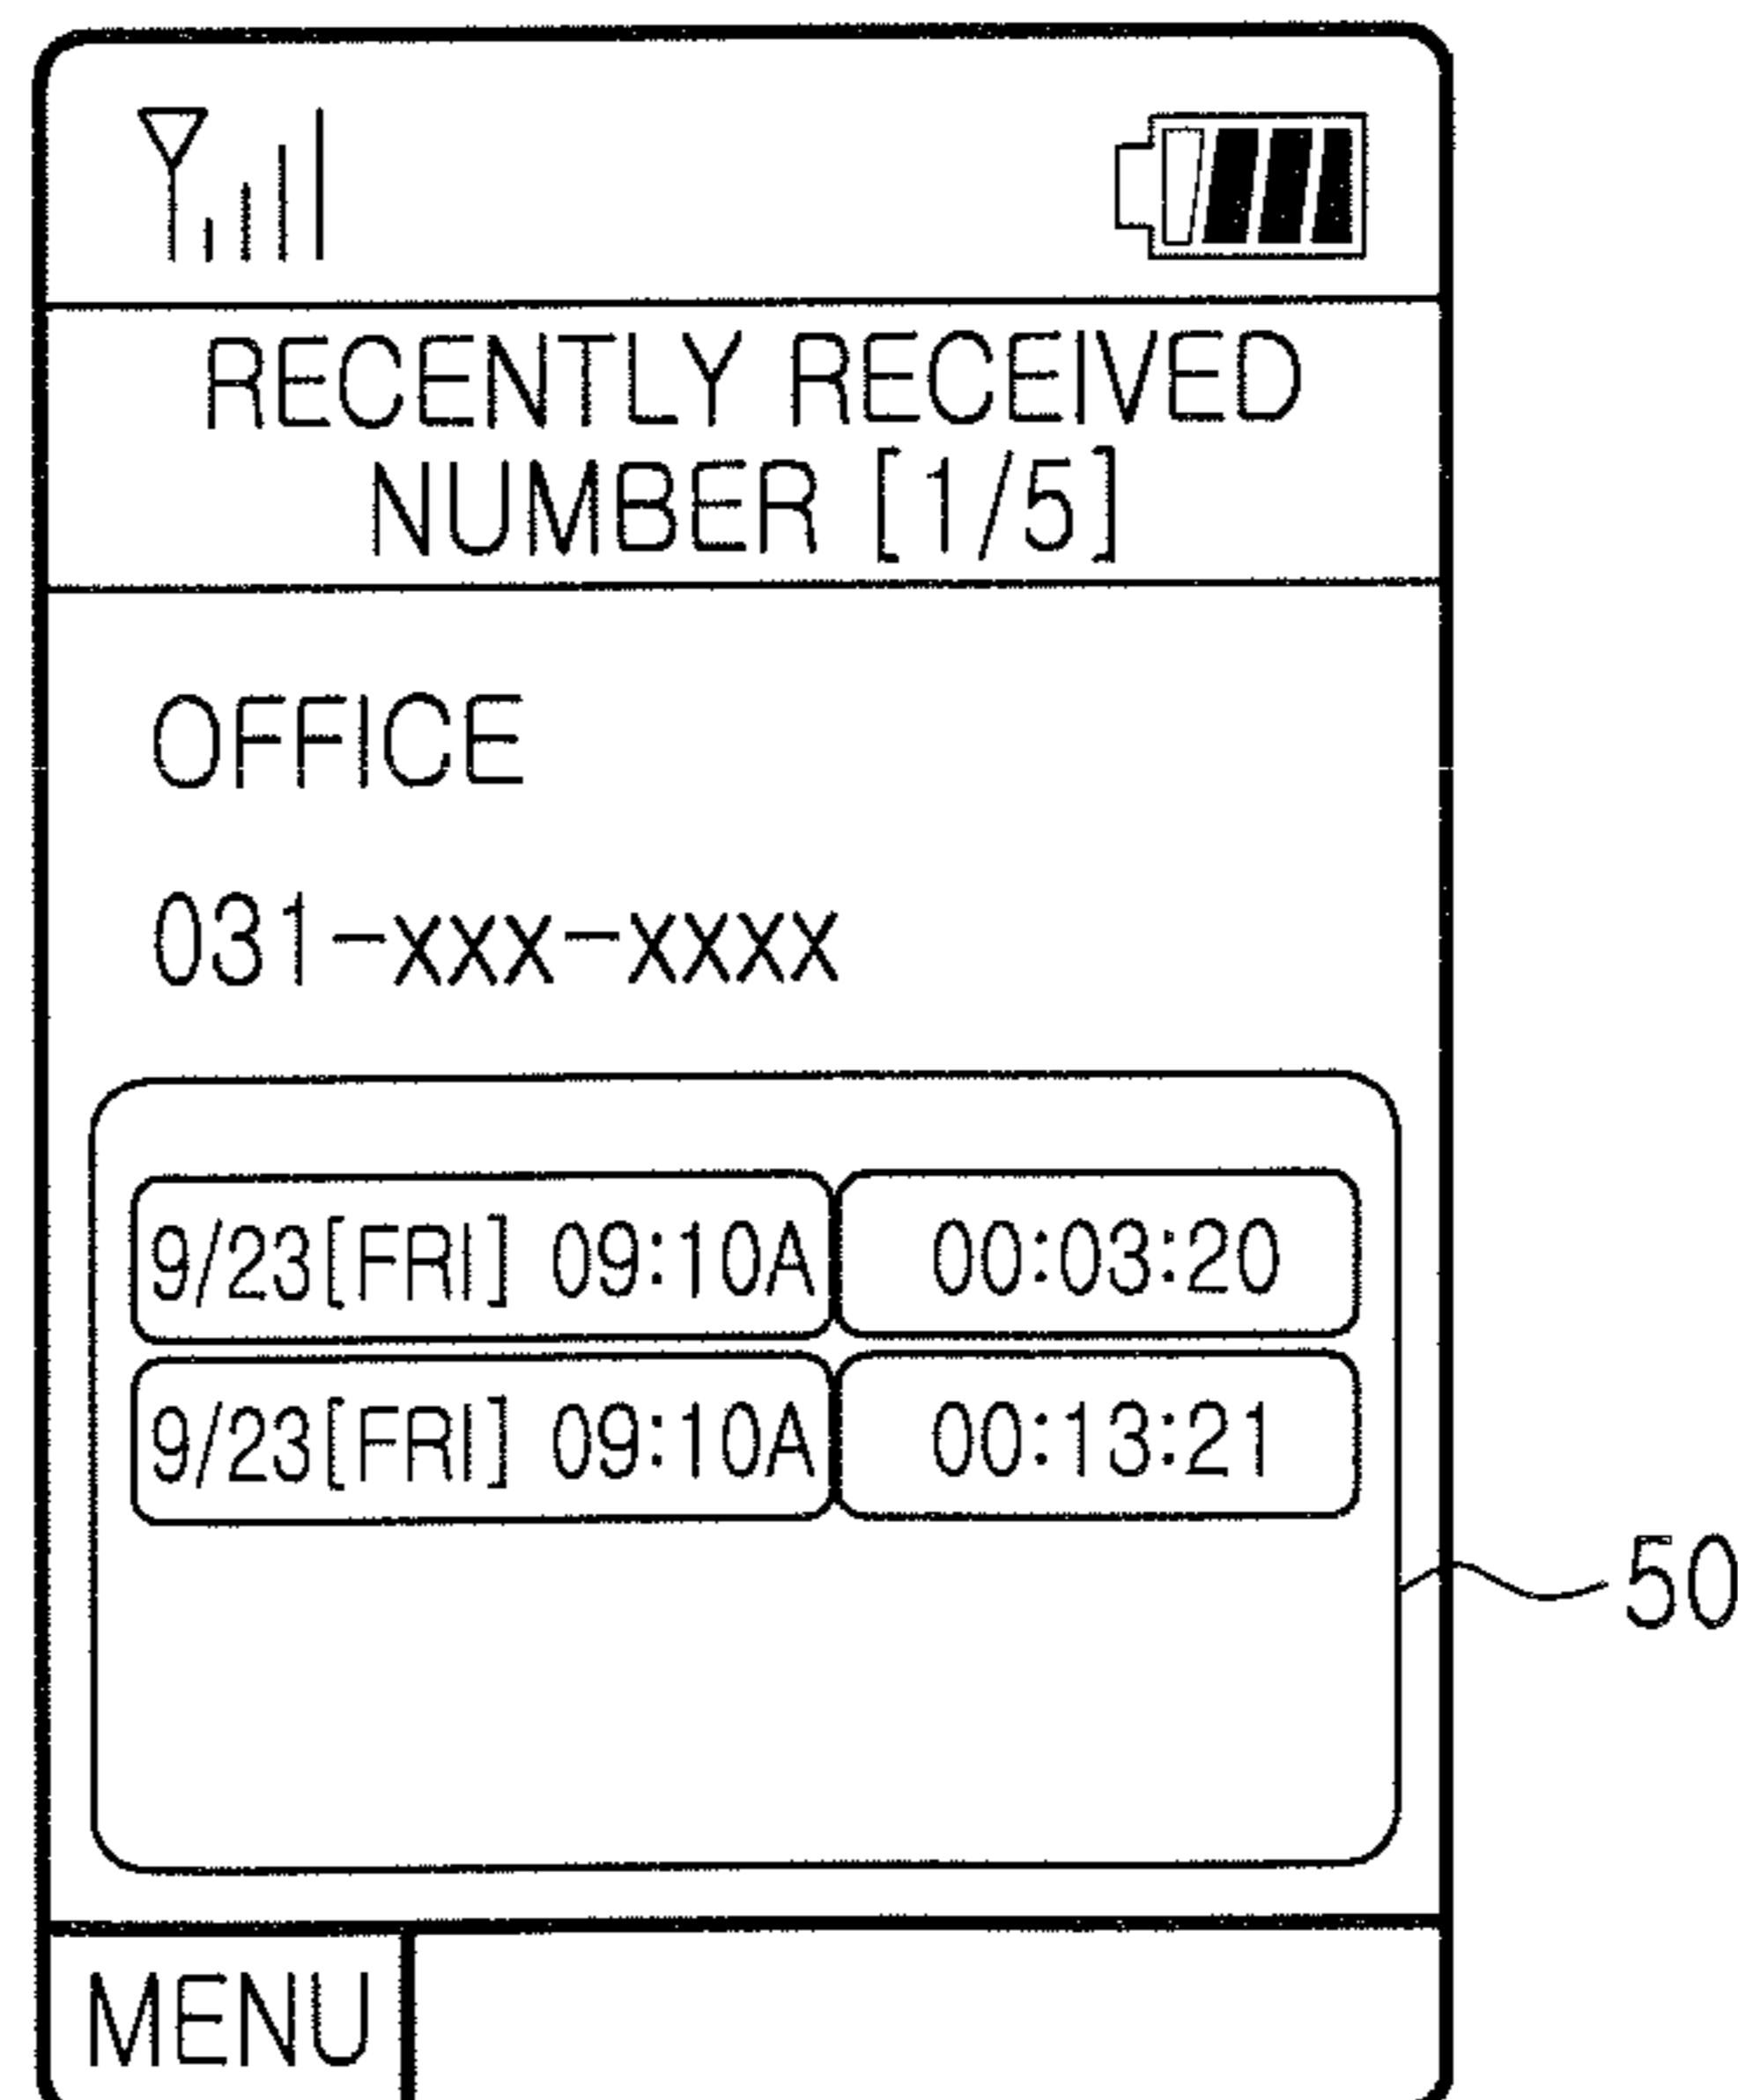 RECENTLY RECEIVED
NUMBER [1/5]
OFFICE
031-xxx-xxxx
9/23[FRI] 09:10A 00:03:20
9/23[FRI] 09:10A 00:13:21
50
MENU